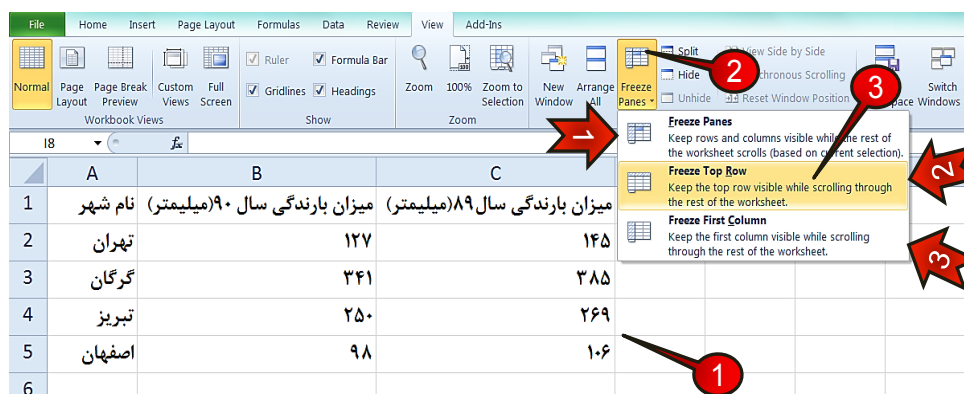 File Home Insert Page Layout Formulas Data Review View Add-Ins
Normal
Page Layout
Page Break Preview
Custom Views
Full Screen
Workbook Views
Ruler
Formula Bar
Gridlines
Headings
Show
Zoom
100%
Zoom to Selection
Zoom
New Window
Arrange All
Freeze Panes
Split
Hide
Unhide
View Side by Side
Scrolling
Reset Window Position
Switch Windows
2
3
1
Freeze Panes
Keep rows and columns visible while the rest of
the worksheet scrolls (based on current selection).
2
Freeze Top Row
Keep the top row visible while scrolling through
the rest of the worksheet.
3
Freeze First Column
Keep the first column visible while scrolling
through the rest of the worksheet.
I8 fx
A B C
1 نام شهر میزان بارندگی سال ۹۰(میلیمتر) میزان بارندگی سال۸۹(میلیمتر)
2 تهران ۱۲۷ ۱۴۵
3 گرگان ۳۴۱ ۳۸۵
4 تبریز ۲۵۰ ۲۶۹
5 اصفهان ۹۸ ۱۰۶
6
1